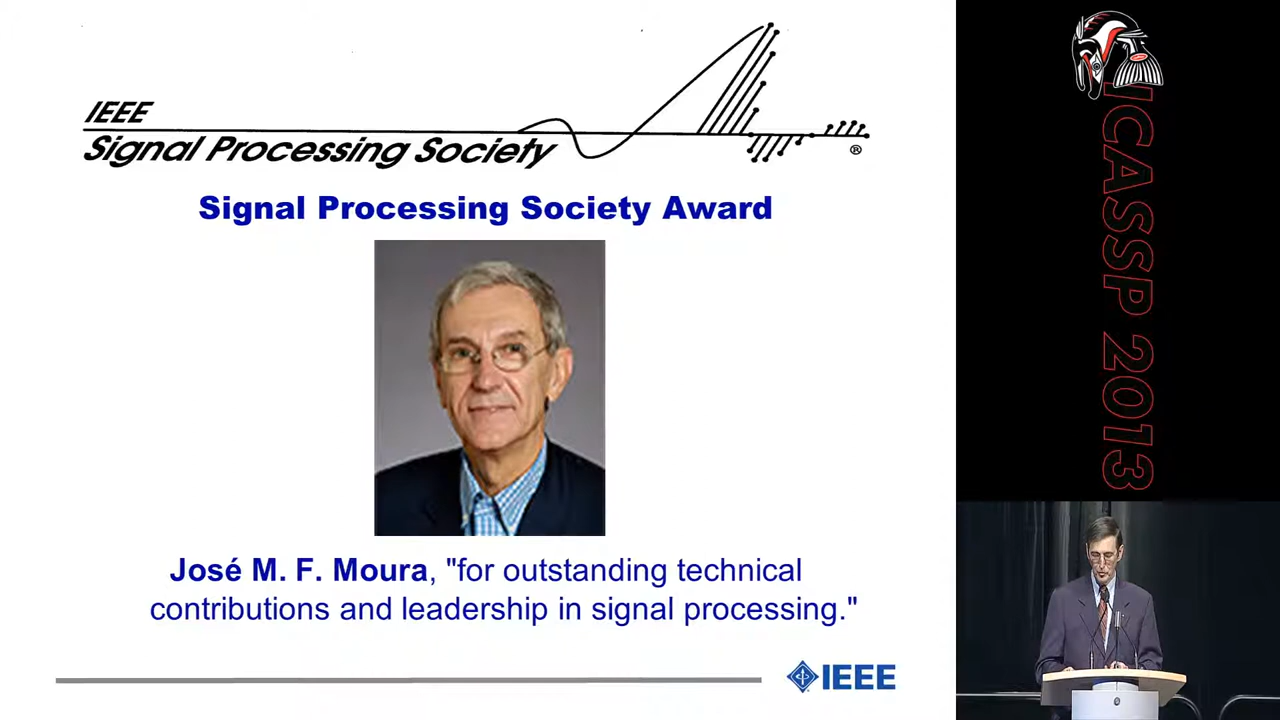 IEEE
Signal Processing Society
®
Signal Processing Society Award
José M. F. Moura, "for outstanding technical
contributions and leadership in signal processing."
IEEE
ICASSP 2013